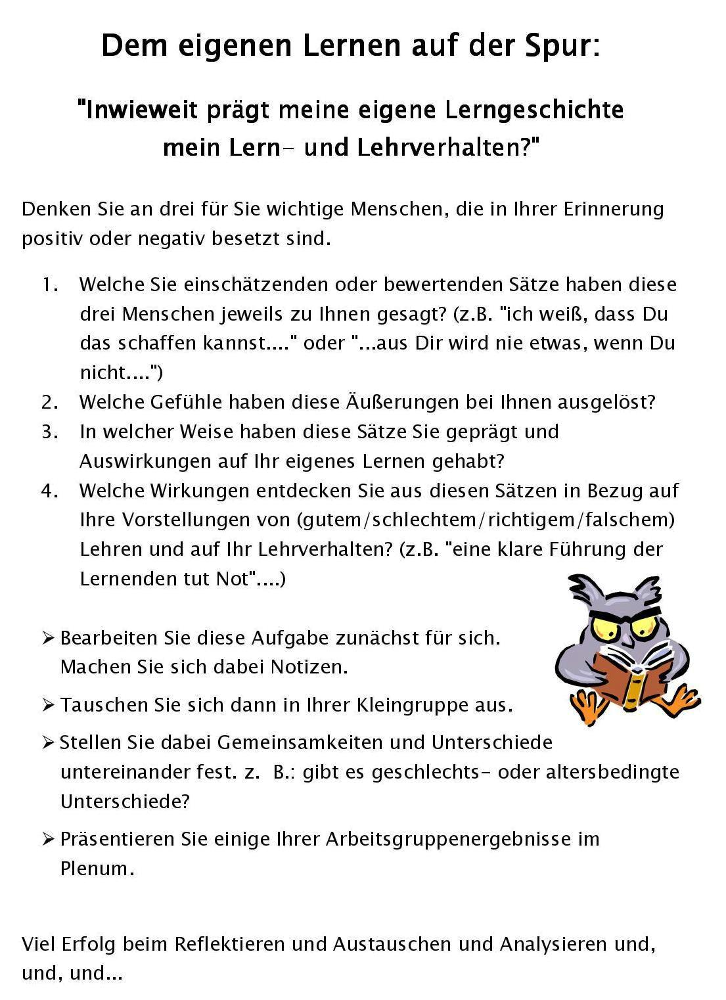 Dem eigenen Lernen auf der Spur:
"Inwieweit prägt meine eigene Lerngeschichte
mein Lern- und Lehrverhalten?"
Denken Sie an drei für Sie wichtige Menschen, die in Ihrer Erinnerung
positiv oder negativ besetzt sind.
1. Welche Sie einschätzenden oder bewertenden Sätze haben diese
drei Menschen jeweils zu Ihnen gesagt? (z.B. "ich weiß, dass Du
das schaffen kannst...." oder "...aus Dir wird nie etwas, wenn Du
nicht....")
2. Welche Gefühle haben diese Äußerungen bei Ihnen ausgelöst?
3. In welcher Weise haben diese Sätze Sie geprägt und
Auswirkungen auf Ihr eigenes Lernen gehabt?
4. Welche Wirkungen entdecken Sie aus diesen Sätzen in Bezug auf
Ihre Vorstellungen von (gutem/schlechtem/richtigem/falschem)
Lehren und auf Ihr Lehrverhalten? (z.B. "eine klare Führung der
Lernenden tut Not"....)
➢ Bearbeiten Sie diese Aufgabe zunächst für sich.
Machen Sie sich dabei Notizen.
➢ Tauschen Sie sich dann in Ihrer Kleingruppe aus.
➢ Stellen Sie dabei Gemeinsamkeiten und Unterschiede
untereinander fest. z. B.: gibt es geschlechts- oder altersbedingte
Unterschiede?
➢ Präsentieren Sie einige Ihrer Arbeitsgruppenergebnisse im
Plenum.
Viel Erfolg beim Reflektieren und Austauschen und Analysieren und,
und, und...